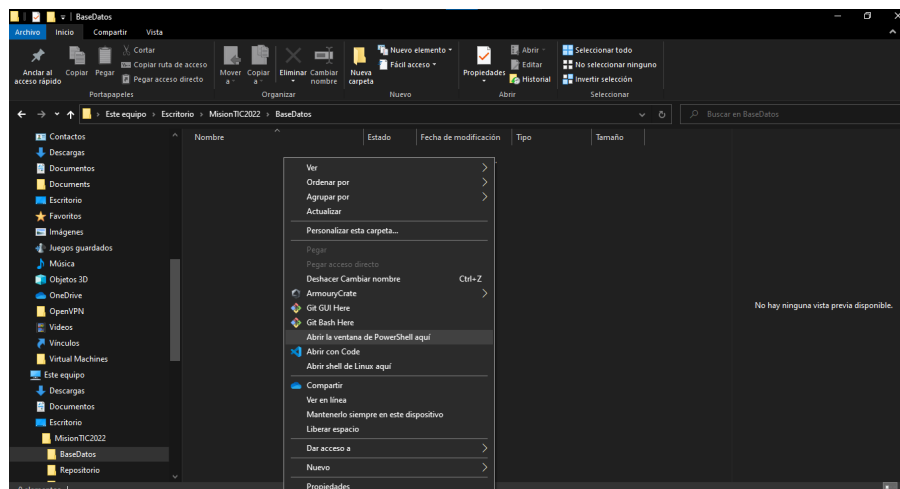 BaseDatos
Archivo Inicio Compartir Vista
Anclar al acceso rápido
Copiar
Pegar
Cortar
Copiar ruta de acceso
Pegar acceso directo
Portapapeles
Mover a
Copiar a
Eliminar
Cambiar nombre
Organizar
Nueva carpeta
Nuevo elemento
Fácil acceso
Nuevo
Propiedades
Abrir
Editar
Historial
Abrir
Seleccionar todo
No seleccionar ninguno
Invertir selección
Seleccionar
Este equipo > Escritorio > MisionTIC2022 > BaseDatos
Buscar en BaseDatos
Contactos
Descargas
Documentos
Documents
Escritorio
Favoritos
Imágenes
Juegos guardados
Música
Objetos 3D
OneDrive
OpenVPN
Videos
Vínculos
Virtual Machines
Este equipo
Descargas
Documentos
Escritorio
MisionTIC2022
BaseDatos
Repositorio
Nombre Estado Fecha de modificación Tipo Tamaño
Ver
Ordenar por
Agrupar por
Actualizar
Personalizar esta carpeta...
Pegar
Pegar acceso directo
Deshacer Cambiar nombre Ctrl+Z
ArmouryCrate
Git GUI Here
Git Bash Here
Abrir la ventana de PowerShell aquí
Abrir con Code
Abrir shell de Linux aquí
Compartir
Ver en línea
Mantenerlo siempre en este dispositivo
Liberar espacio
Dar acceso a
Nuevo
Propiedades
No hay ninguna vista previa disponible.